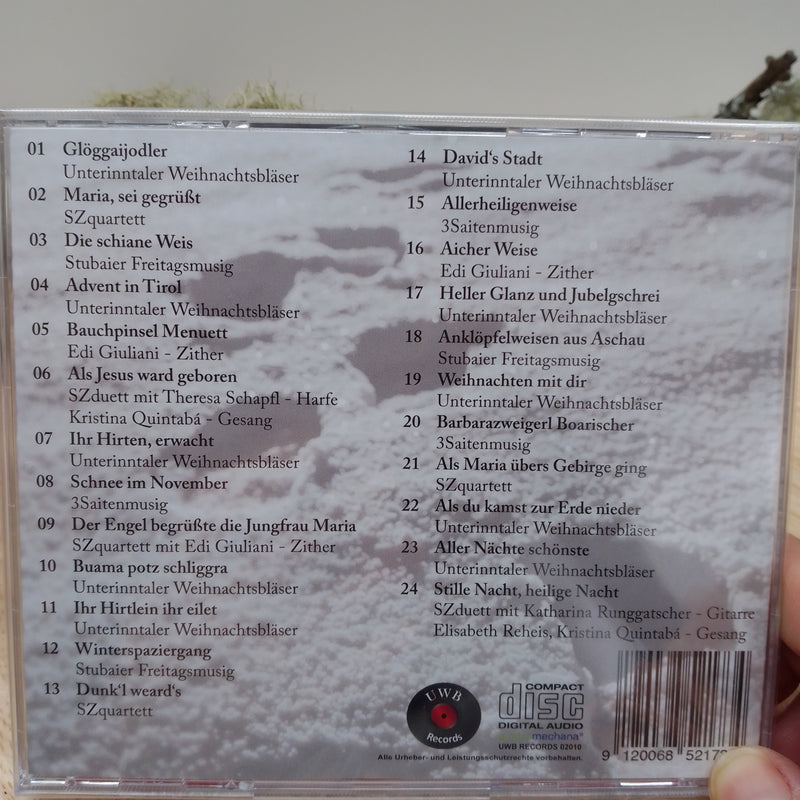 01 Glöggaijodler
Unterinntaler Weihnachtsbläser
02 Maria, sei gegrüßt
SZquartett
03 Die schiane Weis
Stubaier Freitagsmusig
04 Advent in Tirol
Unterinntaler Weihnachtsbläser
05 Bauchpinsel Menuett
Edi Giuliani - Zither
06 Als Jesus ward geboren
SZduett mit Theresa Schapfl - Harfe
Kristina Quintabá - Gesang
07 Ihr Hirten, erwacht
Unterinntaler Weihnachtsbläser
08 Schnee im November
3Saitenmusig
09 Der Engel begrüßte die Jungfrau Maria
SZquartett mit Edi Giuliani - Zither
10 Buama potz schliggra
Unterinntaler Weihnachtsbläser
11 Ihr Hirtlein ihr eilet
Unterinntaler Weihnachtsbläser
12 Winterspaziergang
Stubaier Freitagsmusig
13 Dunk'l weard's
SZquartett
14 David's Stadt
Unterinntaler Weihnachtsbläser
15 Allerheiligenweise
3Saitenmusig
16 Aicher Weise
Edi Giuliani - Zither
17 Heller Glanz und Jubelgschrei
Unterinntaler Weihnachtsbläser
18 Anklöpfelweisen aus Aschau
Stubaier Freitagsmusig
19 Weihnachten mit dir
Unterinntaler Weihnachtsbläser
20 Barbarazweigerl Boarischer
3Saitenmusig
21 Als Maria übers Gebirge ging
SZquartett
22 Als du kamst zur Erde nieder
Unterinntaler Weihnachtsbläser
23 Aller Nächte schönste
Unterinntaler Weihnachtsbläser
24 Stille Nacht, heilige Nacht
SZduett mit Katharina Runggatscher - Gitarre
Elisabeth Reheis, Kristina Quintabá - Gesang
UWB
Records
COMPACT
disc
DIGITAL AUDIO
mechana
UWB RECORDS 02010
Alle Urheber- und Leistungsschutzrechte vorbehalten.
9 120068 5217